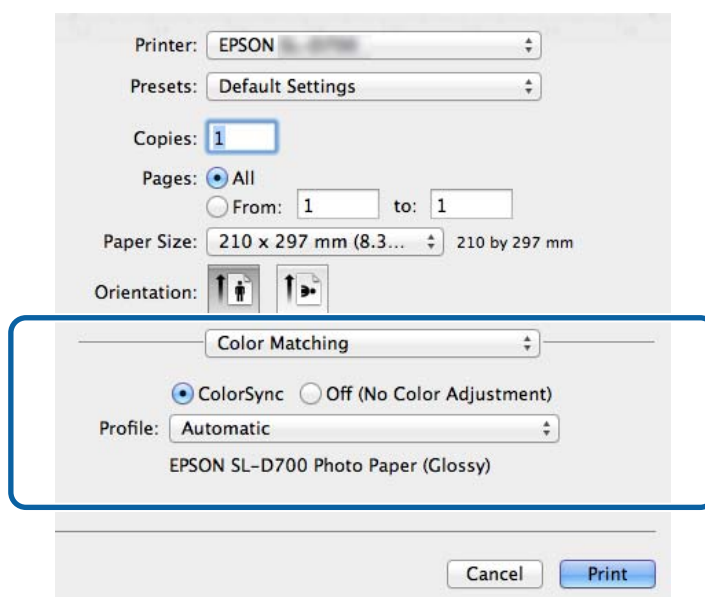 Printer: EPSON
Presets: Default Settings
Copies: 1
Pages: All
From: 1 to: 1
Paper Size: 210 x 297 mm (8.3... 210 by 297 mm
Orientation:
Color Matching
ColorSync Off (No Color Adjustment)
Profile: Automatic
EPSON SL-D700 Photo Paper (Glossy)
Cancel Print